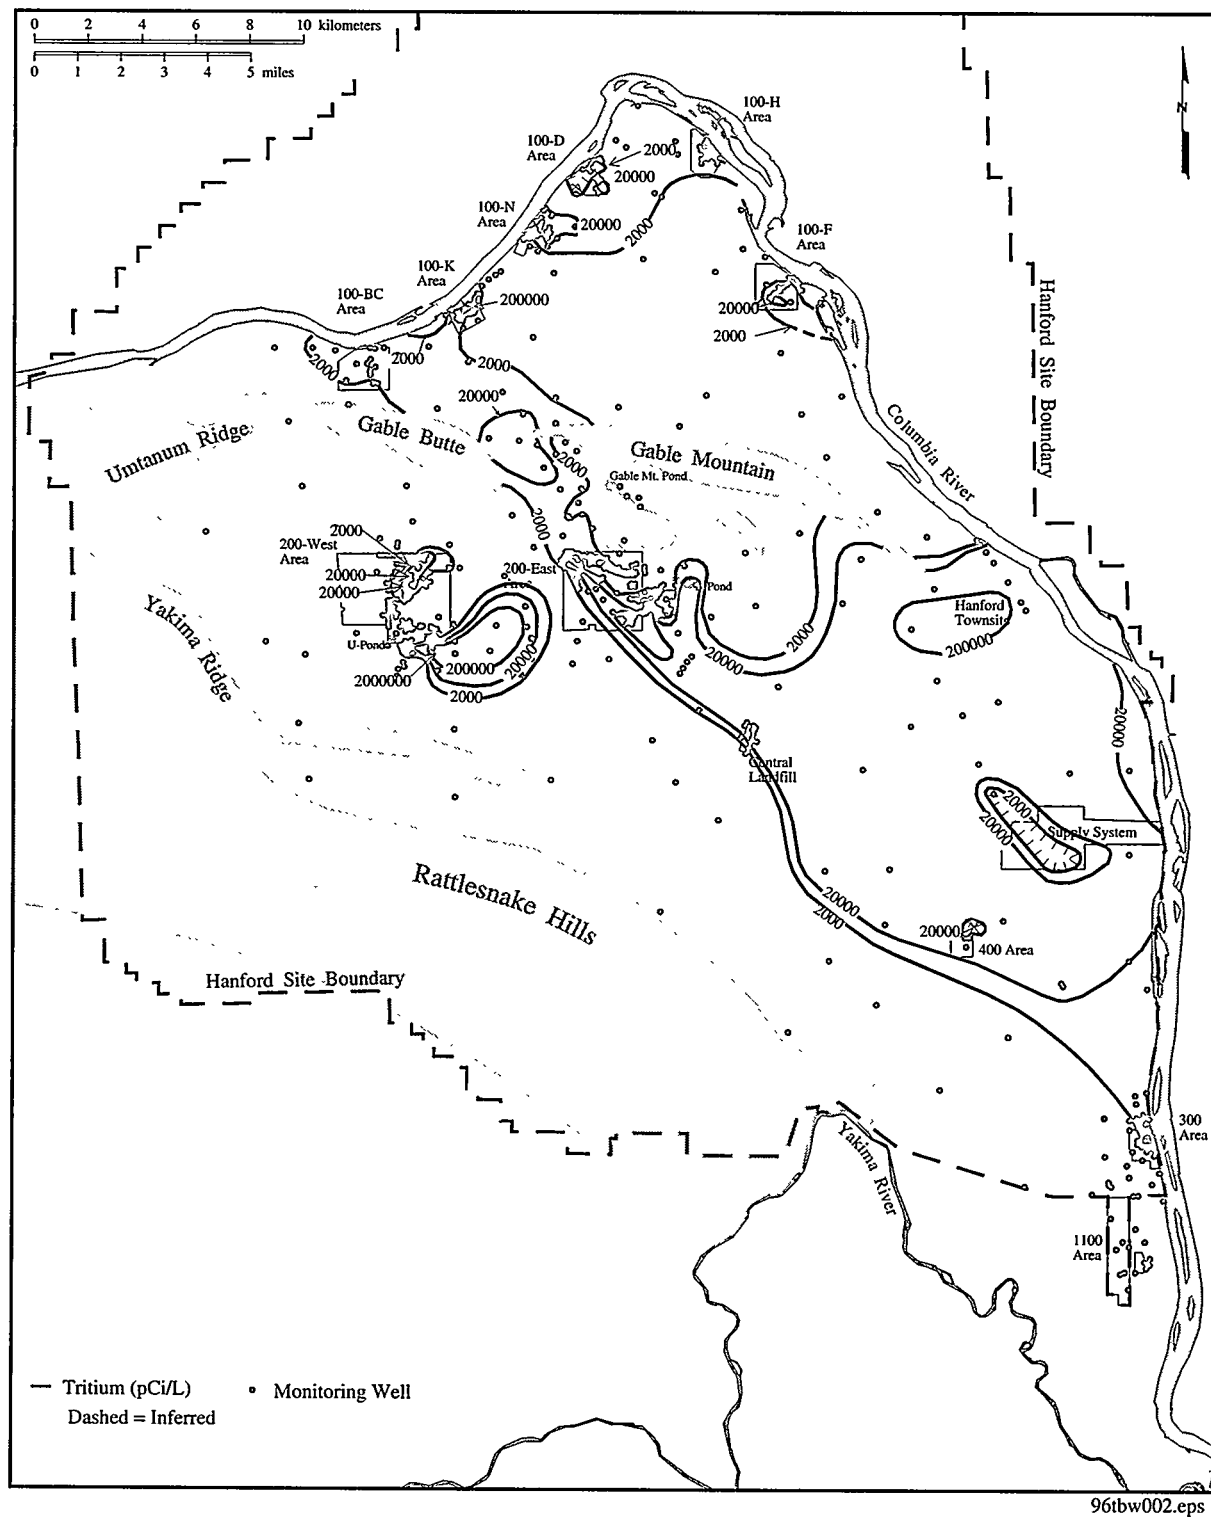 0 2 4 6 8 10 kilometers
0 1 2 3 4 5 miles
N
100-H
Area
100-D
Area
2000
20000
100-N
Area
20000
2000
100-F
Area
100-K
Area
200000
100-BC
Area
20000
2000
2000
2000
2000
Hanford Site Boundary
20000
Columbia River
Umtanum Ridge
Gable Butte
Gable Mountain
2000
Gable Mt. Pond
2000
2000
200-West
Area
20000
20000
200-East
Pond
Yakima Ridge
Hanford
Townsite
200000
2000
U-Pond
200000
20000
20000
2000000
2000
20000
Central
Landfill
2000
20000
Supply System
Rattlesnake Hills
20000
2000
20000
400 Area
Hanford Site Boundary
Yakima River
300
Area
1100
Area
Tritium (pCi/L)
Monitoring Well
Dashed = Inferred
96tbw002.eps